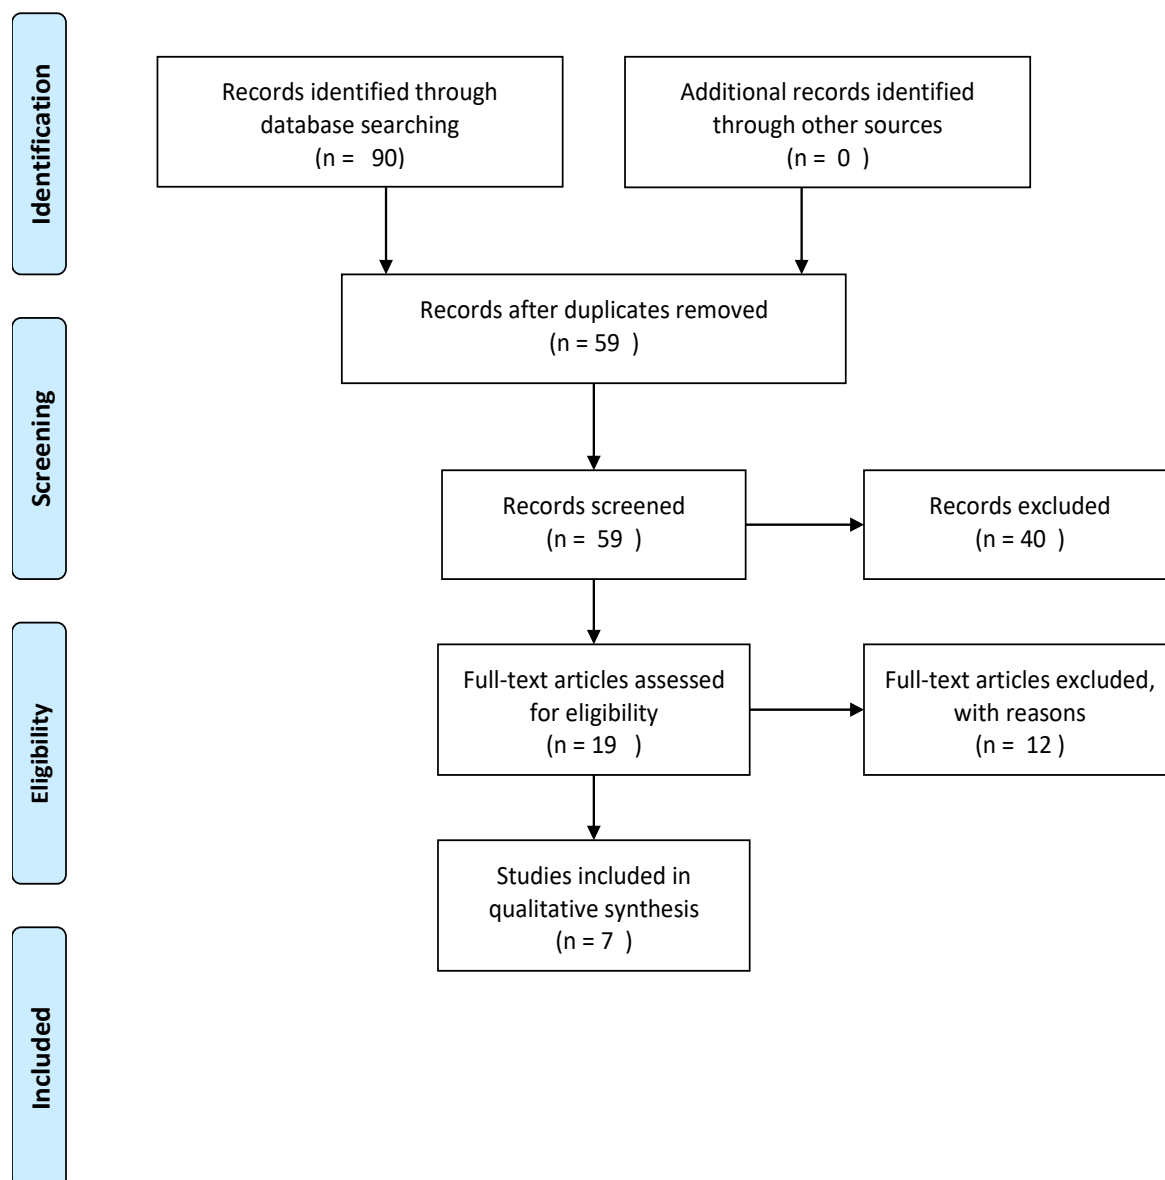 Identification
Records identified through
database searching
(n = 90)
Additional records identified
through other sources
(n = 0 )
Records after duplicates removed
(n = 59 )
Screening
Records screened
(n = 59 )
Records excluded
(n = 40 )
Eligibility
Full-text articles assessed
for eligibility
(n = 19 )
Full-text articles excluded,
with reasons
(n = 12 )
Studies included in
qualitative synthesis
(n = 7 )
Included